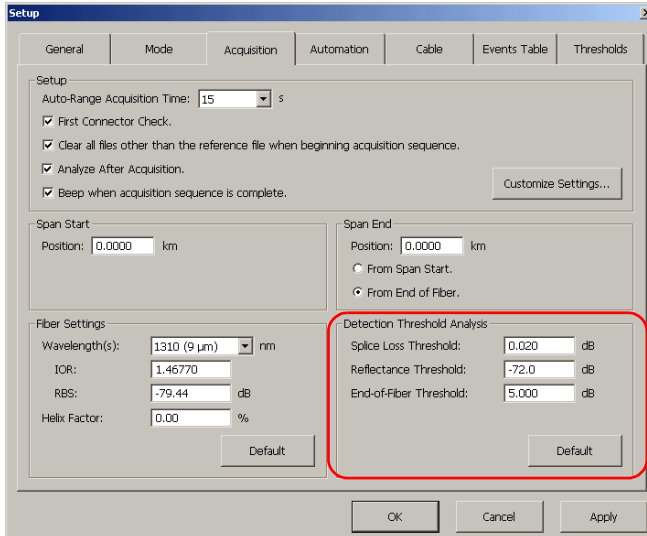 Setup
General Mode Acquisition Automation Cable Events Table Thresholds
Setup
Auto-Range Acquisition Time: 15 s
First Connector Check.
Clear all files other than the reference file when beginning acquisition sequence.
Analyze After Acquisition.
Beep when acquisition sequence is complete.
Customize Settings...
Span Start
Position: 0.0000 km
Span End
Position: 0.0000 km
From Span Start.
From End of Fiber.
Fiber Settings
Wavelength(s): 1310 (9 µm) nm
IOR: 1.46770
RBS: -79.44 dB
Helix Factor: 0.00 %
Default
Detection Threshold Analysis
Splice Loss Threshold: 0.020 dB
Reflectance Threshold: -72.0 dB
End-of-Fiber Threshold: 5.000 dB
Default
OK Cancel Apply